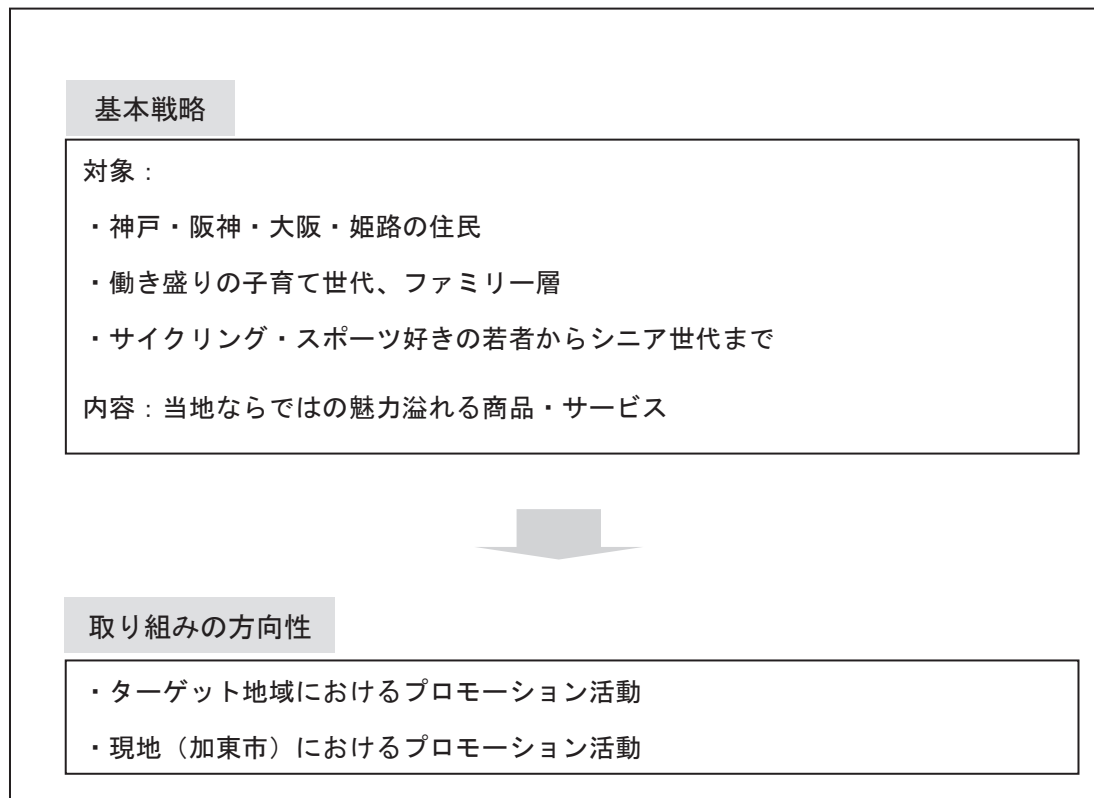 基本戦略
対象：
・神戸・阪神・大阪・姫路の住民
・働き盛りの子育て世代、ファミリー層
・サイクリング・スポーツ好きの若者からシニア世代まで
内容：当地ならではの魅力溢れる商品・サービス
取り組みの方向性
・ターゲット地域におけるプロモーション活動
・現地（加東市）におけるプロモーション活動